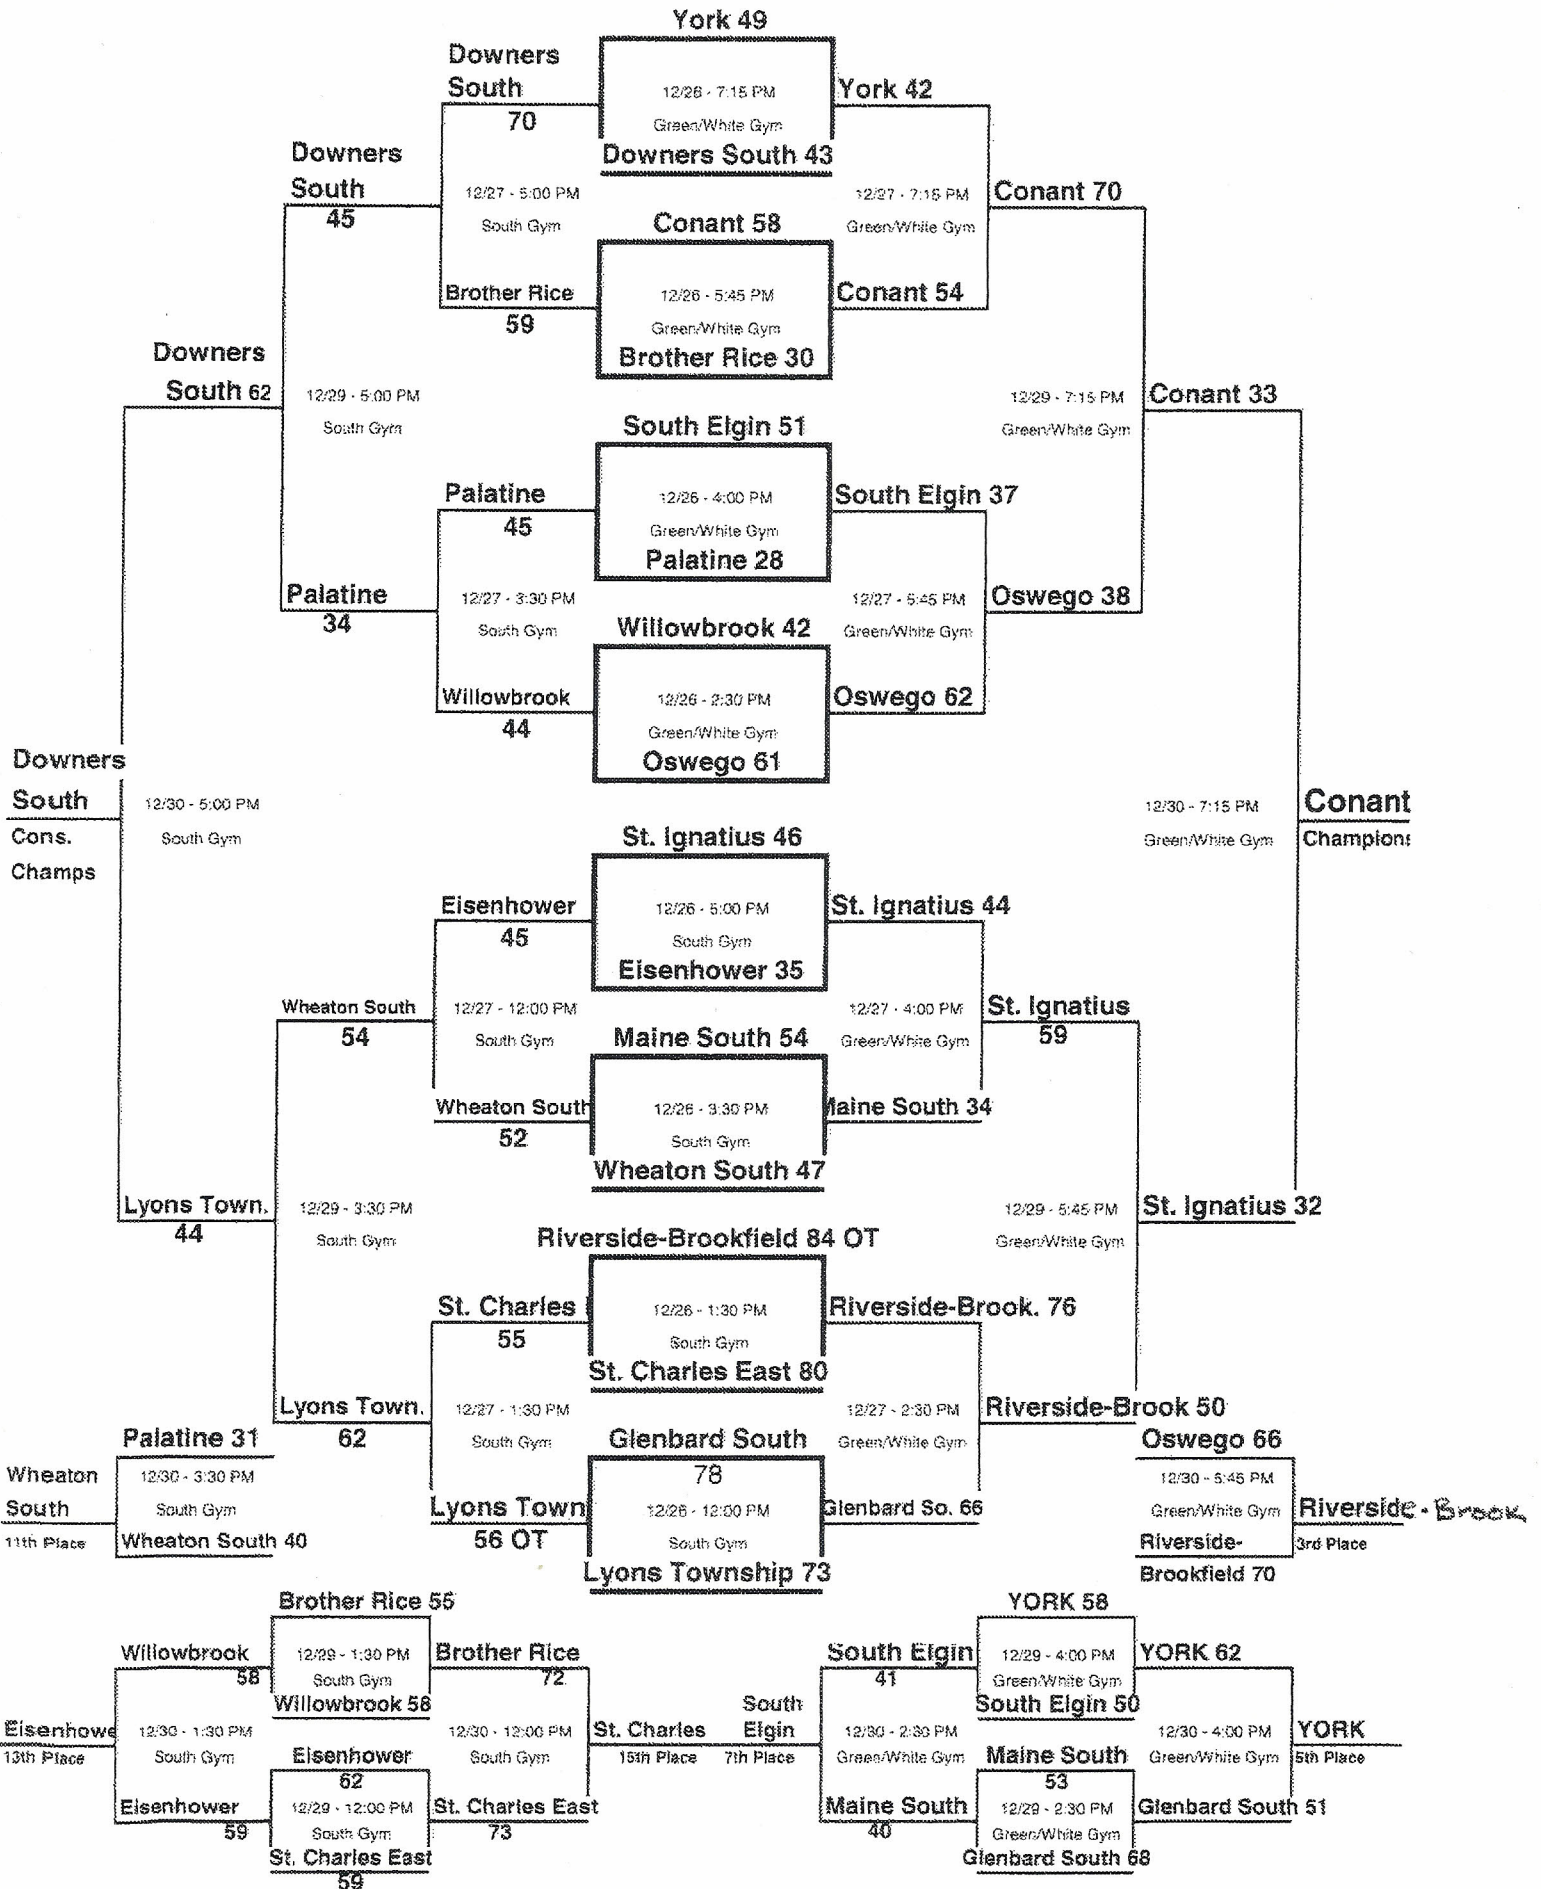 York 49
Downers
South
70
12/26 - 7:15 PM
Green/White Gym
Downers South 43
York 42
Downers
South
45
12/27 - 5:00 PM
South Gym
12/27 - 7:15 PM
Green/White Gym
Conant 70
Conant 58
Brother Rice
59
12/26 - 5:45 PM
Green/White Gym
Brother Rice 30
Conant 54
Downers
South 62
12/29 - 5:00 PM
South Gym
12/29 - 7:15 PM
Green/White Gym
Conant 33
South Elgin 51
Palatine
45
12/26 - 4:00 PM
Green/White Gym
Palatine 28
South Elgin 37
Palatine
34
12/27 - 3:30 PM
South Gym
12/27 - 5:45 PM
Green/White Gym
Oswego 38
Willowbrook 42
Willowbrook
44
12/26 - 2:30 PM
Green/White Gym
Oswego 61
Oswego 62
Downers
South
Cons.
Champs
12/30 - 5:00 PM
South Gym
12/30 - 7:15 PM
Green/White Gym
Conant
Champions
St. Ignatius 46
Eisenhower
45
12/26 - 5:00 PM
South Gym
Eisenhower 35
St. Ignatius 44
Wheaton South
54
12/27 - 12:00 PM
South Gym
12/27 - 4:00 PM
Green/White Gym
St. Ignatius
59
Maine South 54
Wheaton South
52
12/26 - 3:30 PM
South Gym
Wheaton South 47
Maine South 34
Lyons Town.
44
12/29 - 3:30 PM
South Gym
12/29 - 5:45 PM
Green/White Gym
St. Ignatius 32
Riverside-Brookfield 84 OT
St. Charles
55
12/26 - 1:30 PM
South Gym
St. Charles East 80
Riverside-Brook. 76
Lyons Town.
62
12/27 - 1:30 PM
South Gym
12/27 - 2:30 PM
Green/White Gym
Riverside-Brook 50
Glenbard South
78
Lyons Town
56 OT
12/26 - 12:00 PM
South Gym
Lyons Township 73
Glenbard So. 66
Palatine 31
Wheaton
South
11th Place
12/30 - 3:30 PM
South Gym
Wheaton South 40
Oswego 66
12/30 - 5:45 PM
Green/White Gym
Riverside-
Brookfield 70
Riverside-Brook
3rd Place
Brother Rice 55
Willowbrook
58
12/29 - 1:30 PM
South Gym
Willowbrook 58
Brother Rice
72
Eisenhowe
13th Place
12/30 - 1:30 PM
South Gym
12/30 - 12:00 PM
South Gym
St. Charles
15th Place
Eisenhower
62
Eisenhower
59
12/29 - 12:00 PM
South Gym
St. Charles East
59
St. Charles East
73
YORK 58
South Elgin
41
12/29 - 4:00 PM
Green/White Gym
South Elgin 50
YORK 62
South
Elgin
7th Place
12/30 - 2:30 PM
Green/White Gym
12/30 - 4:00 PM
Green/White Gym
YORK
5th Place
Maine South
53
Maine South
40
12/29 - 2:30 PM
Green/White Gym
Glenbard South 68
Glenbard South 51